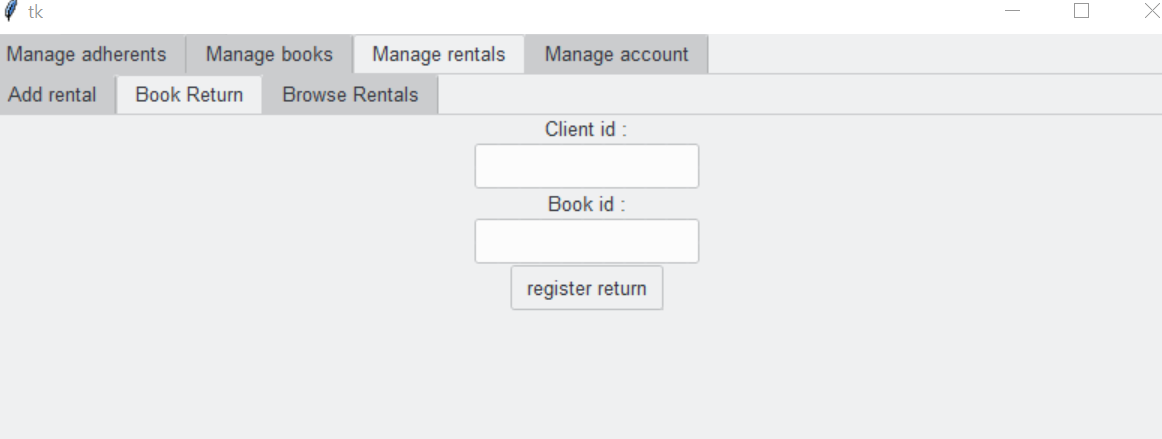 tk
Manage adherents Manage books Manage rentals Manage account
Add rental Book Return Browse Rentals
Client id :
Book id :
register return